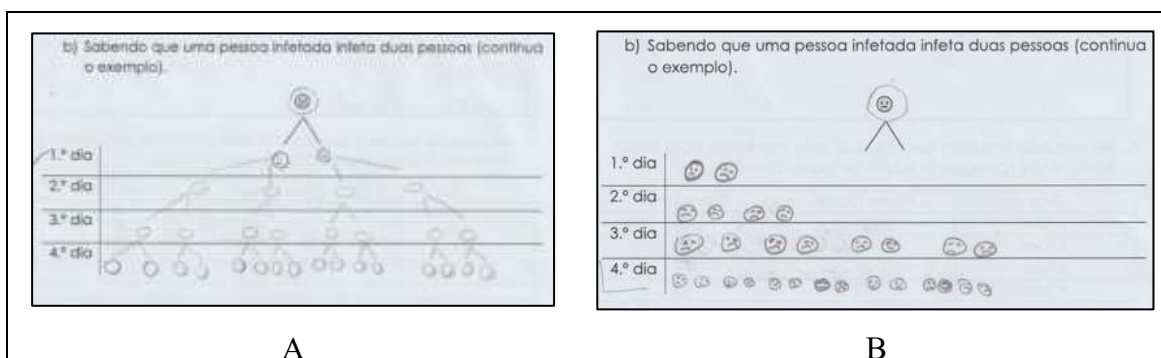 b) Sabendo que uma pessoa infetada infeta duas pessoas (continua
o exemplo).
1.º dia
2.º dia
3.º dia
4.º dia
A
b) Sabendo que uma pessoa infetada infeta duas pessoas (continua
o exemplo).
1.º dia
2.º dia
3.º dia
4.º dia
B